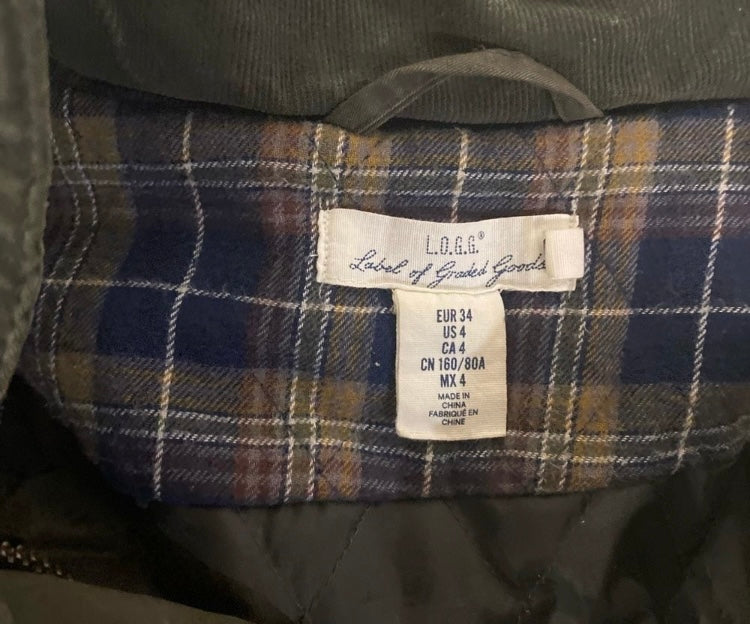 L.O.G.G.®
Label of Graded Goods
EUR 34
US 4
CA 4
CN 160/80A
MX 4
MADE IN
CHINA
FABRIQUÉ EN
CHINE